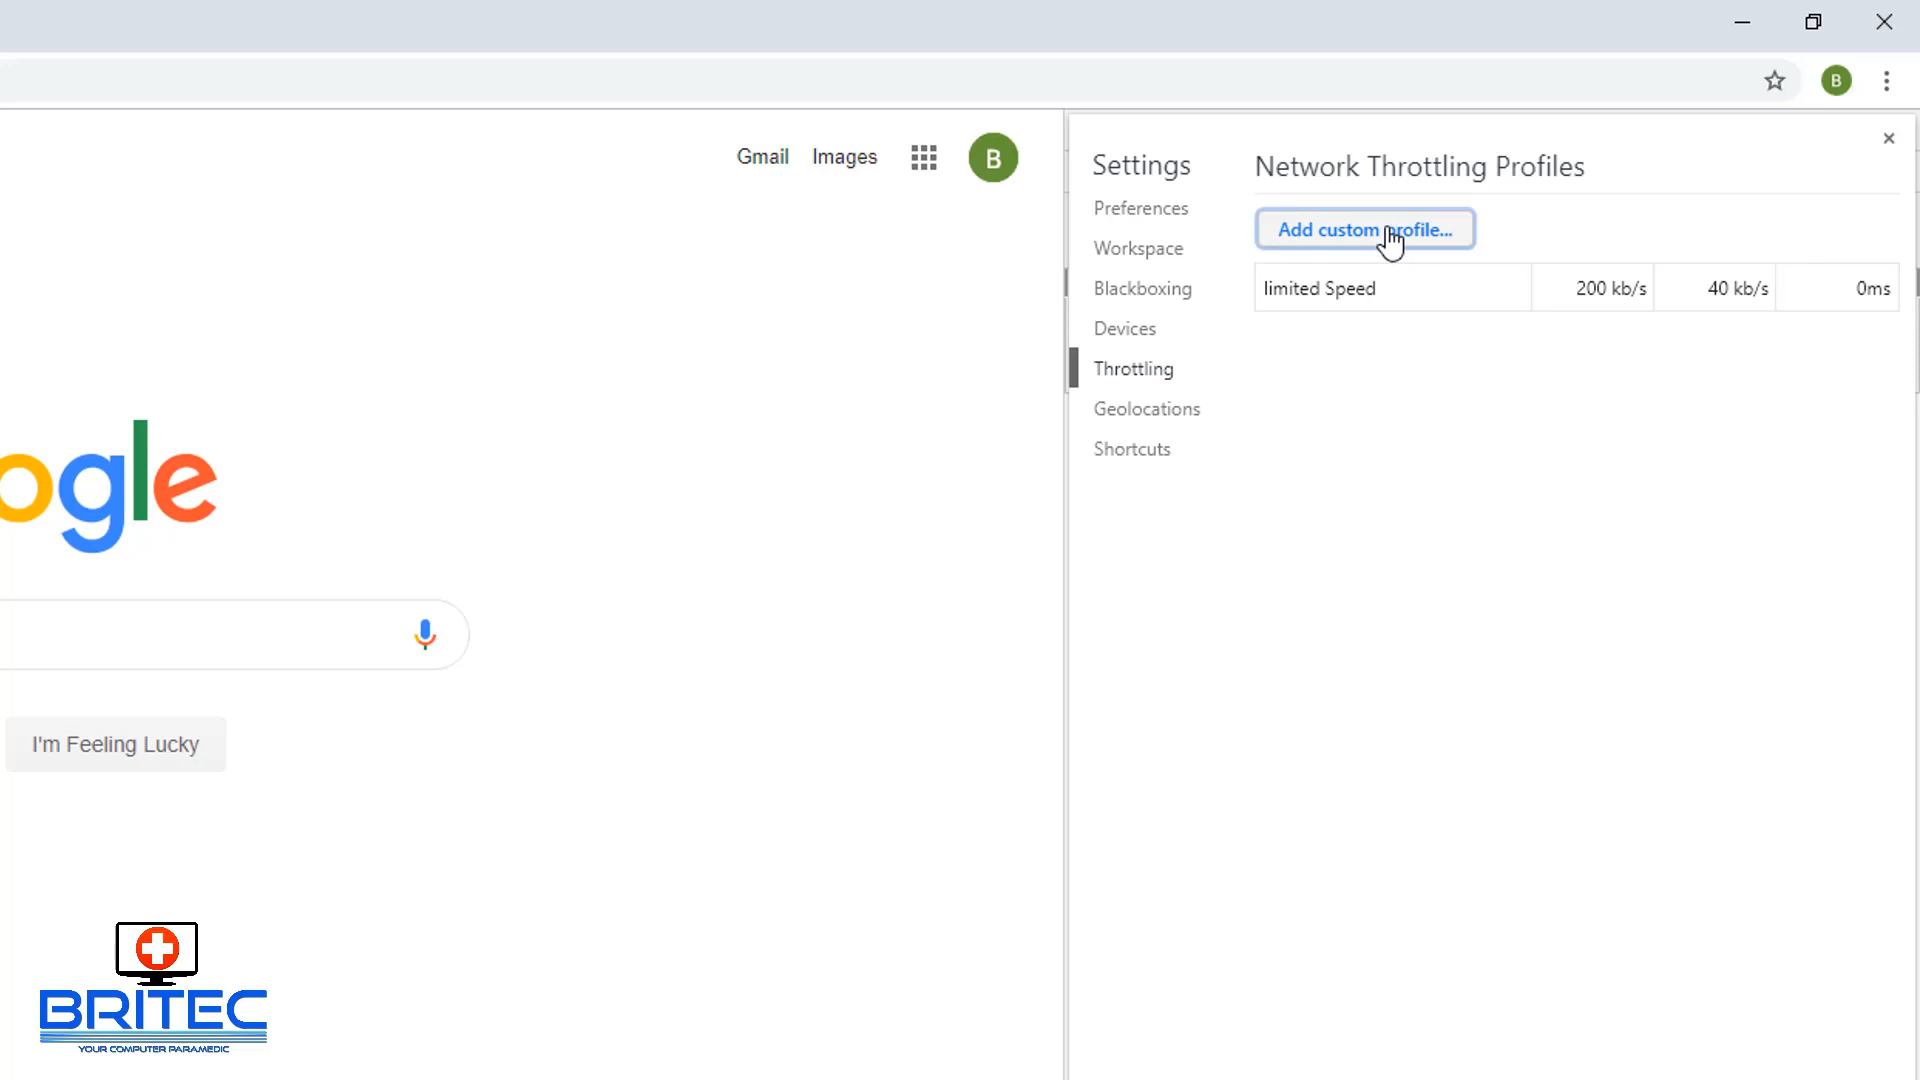 B
Gmail Images B
Settings
Preferences
Workspace
Blackboxing
Devices
Throttling
Geolocations
Shortcuts
Network Throttling Profiles
Add custom profile...
limited Speed 200 kb/s 40 kb/s 0ms
ogle
I'm Feeling Lucky
BRITEC
YOUR COMPUTER PARAMEDIC